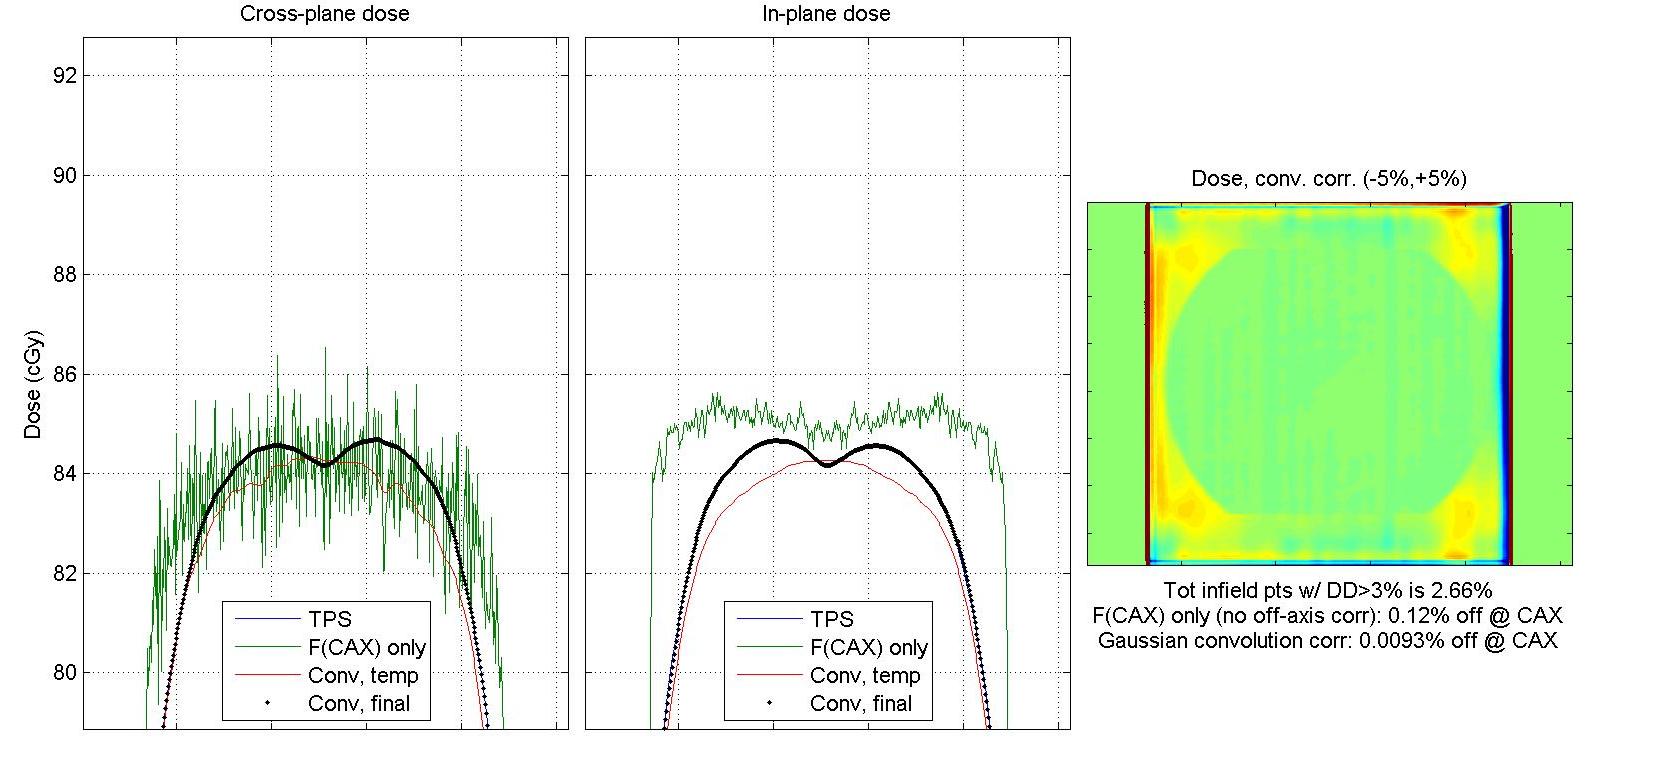 Cross-plane dose
In-plane dose
Dose (cGy)
92
90
88
86
84
82
80
TPS
F(CAX) only
Conv, temp
Conv, final
TPS
F(CAX) only
Conv, temp
Conv, final
Dose, conv. corr. (-5%,+5%)
Tot infield pts w/ DD>3% is 2.66%
F(CAX) only (no off-axis corr): 0.12% off @ CAX
Gaussian convolution corr: 0.0093% off @ CAX